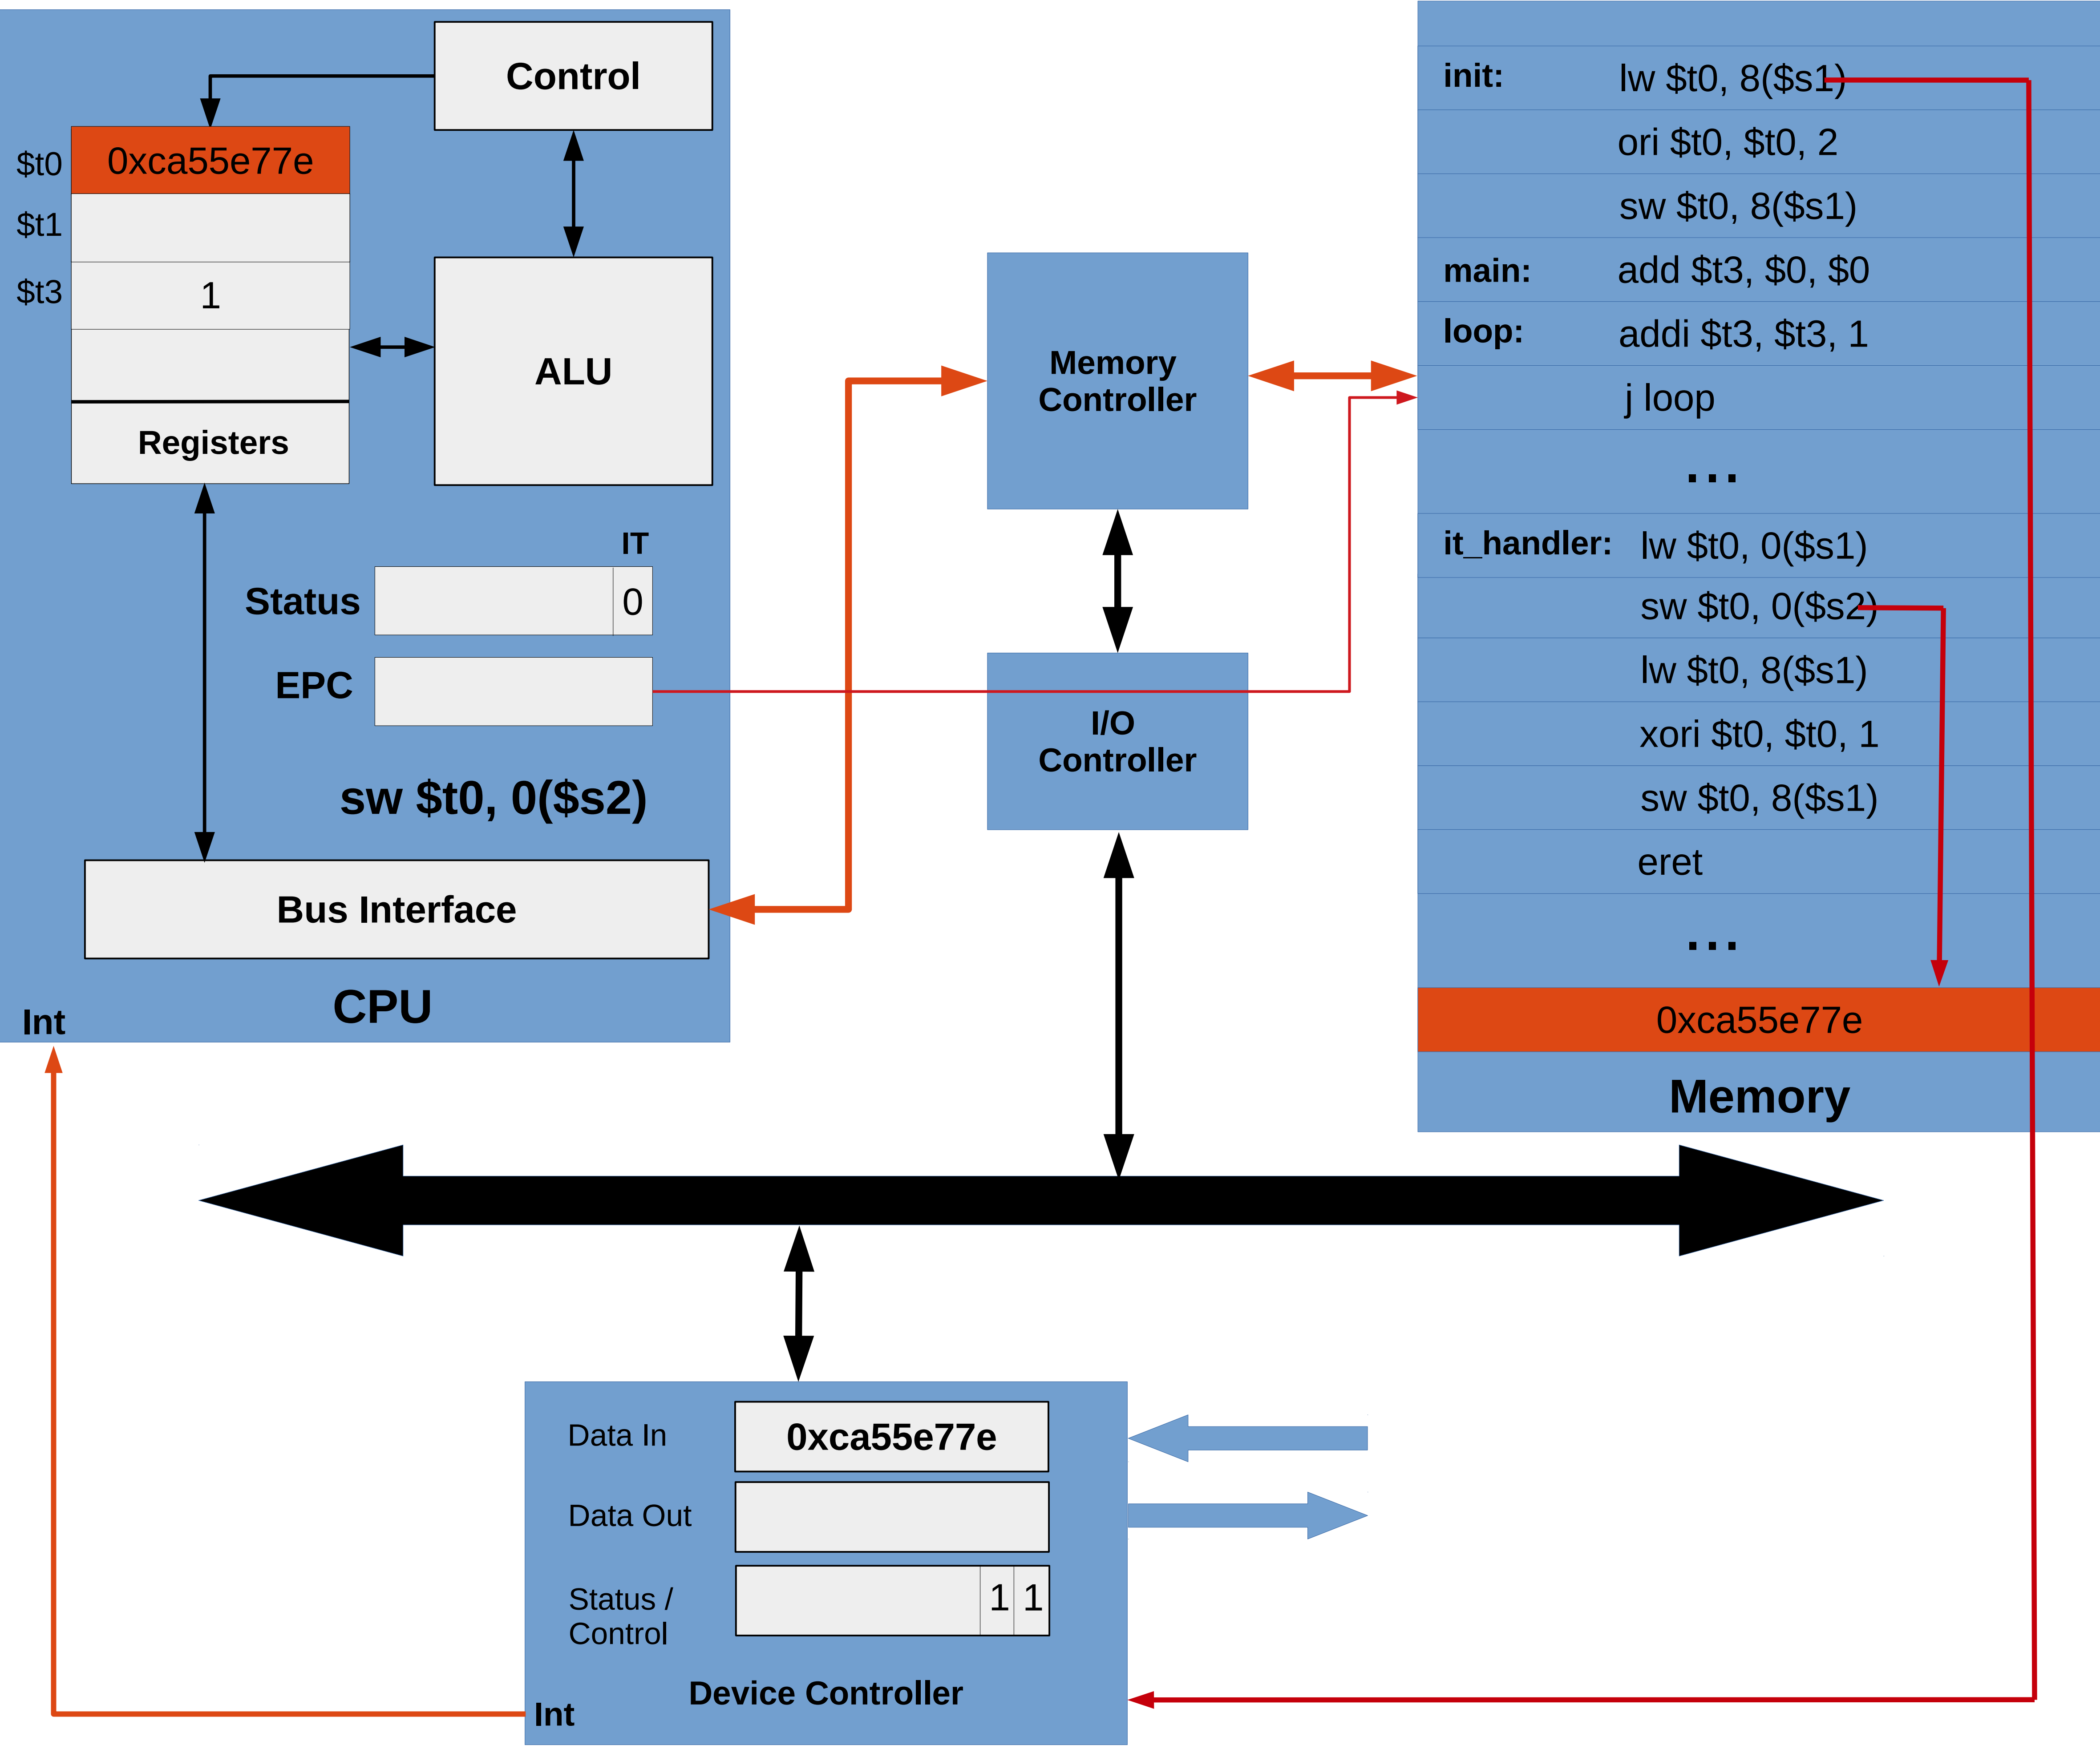 Control
$t0
0xca55e77e
$t1
$t3
1
ALU
Registers
IT
Status
0
EPC
sw $t0, 0($s2)
Bus Interface
CPU
Int
Memory
Controller
I/O
Controller
init: lw $t0, 8($s1)
ori $t0, $t0, 2
sw $t0, 8($s1)
main: add $t3, $0, $0
loop: addi $t3, $t3, 1
j loop
...
it_handler: lw $t0, 0($s1)
sw $t0, 0($s2)
lw $t0, 8($s1)
xori $t0, $t0, 1
sw $t0, 8($s1)
eret
...
0xca55e77e
Memory
Data In
0xca55e77e
Data Out
Status /
Control
1 1
Device Controller
Int